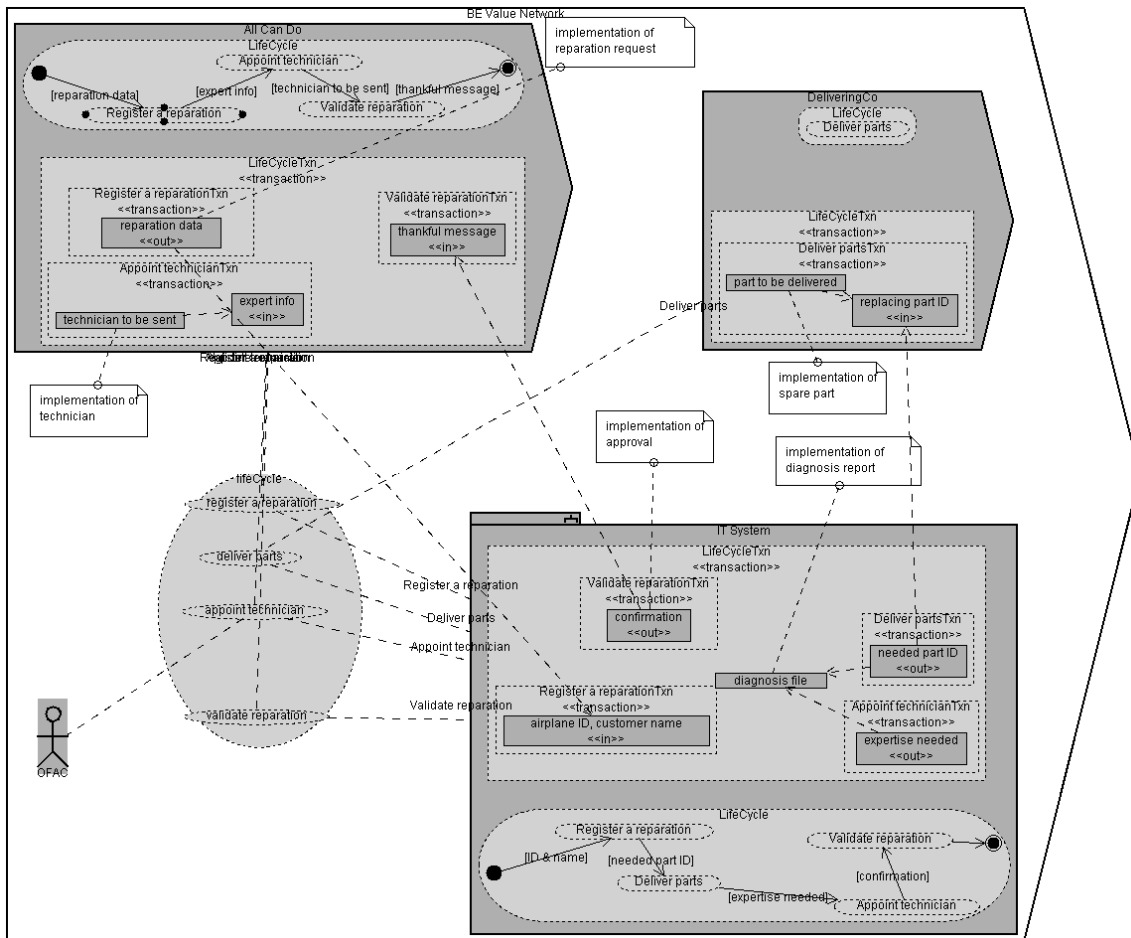 BE Value Network
All Can Do
LifeCycle
Appoint technician
[reparation data]
[expert info]
[technician to be sent]
[thankful message]
Register a reparation
Validate reparation
implementation of
reparation request
LifeCycleTxn
<<transaction>>
Register a reparationTxn
<<transaction>>
reparation data
<<out>>
Validate reparationTxn
<<transaction>>
thankful message
<<in>>
Appoint technicianTxn
<<transaction>>
expert info
<<in>>
technician to be sent
DeliveringCo
LifeCycle
Deliver parts
LifeCycleTxn
<<transaction>>
Deliver partsTxn
<<transaction>>
part to be delivered
replacing part ID
<<in>>
Deliver parts
implementation of
technician
implementation of
spare part
implementation of
approval
implementation of
diagnosis report
lifeCycle
register a reparation
deliver parts
appoint technician
validate reparation
OFAC
Register a reparation
Deliver parts
Appoint technician
Validate reparation
IT System
LifeCycleTxn
<<transaction>>
Validate reparationTxn
<<transaction>>
confirmation
<<out>>
Deliver partsTxn
<<transaction>>
needed part ID
<<out>>
diagnosis file
Register a reparationTxn
<<transaction>>
airplane ID, customer name
<<in>>
Appoint technicianTxn
<<transaction>>
expertise needed
<<out>>
LifeCycle
Register a reparation
[ID & name]
[needed part ID]
Deliver parts
[expertise needed]
Appoint technician
[confirmation]
Validate reparation